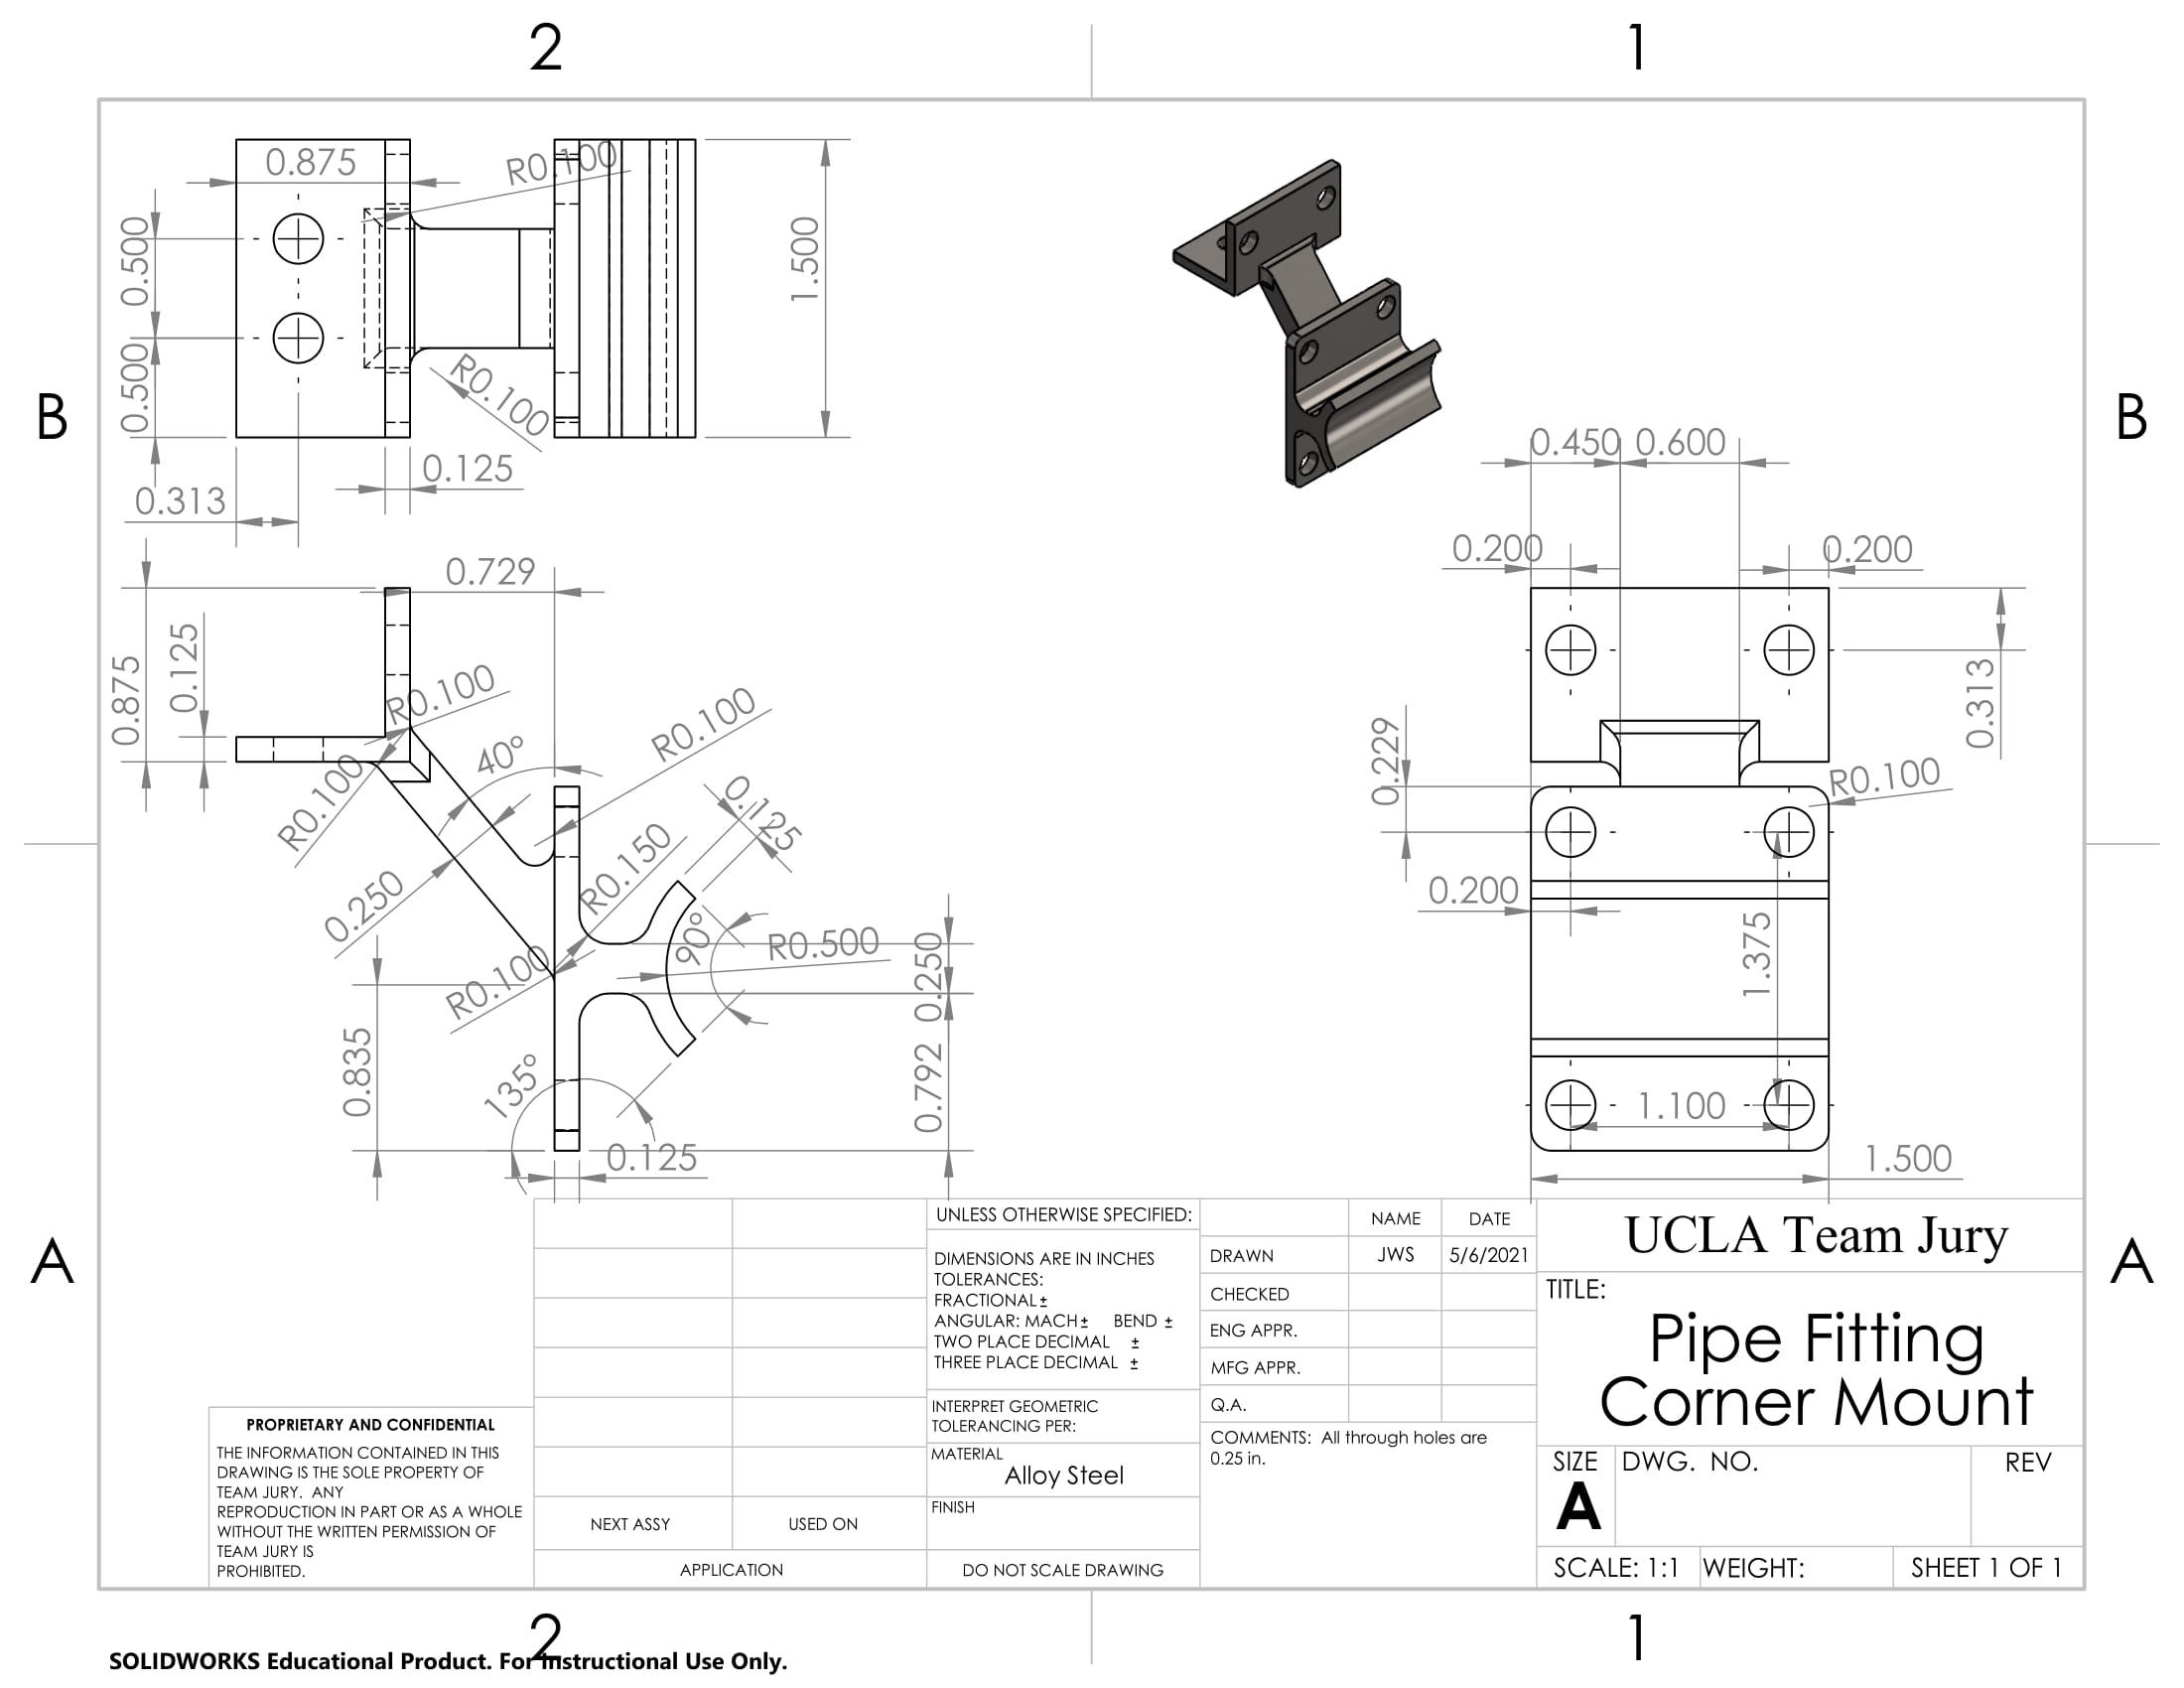 2
1
0.875
R0.100
0.500
0.500
1.500
R0.100
B
B
0.125
0.313
0.450 0.600
0.200
0.200
0.729
0.875
0.125
R0.100
R0.100
40°
R0.100
0.313
0.229
R0.100
0.125
R0.150
0.250
0.200
90°
R0.500
0.250
1.375
R0.100
0.835
135°
0.792
1.100
0.125
1.500
A
A
UNLESS OTHERWISE SPECIFIED:
DIMENSIONS ARE IN INCHES
TOLERANCES:
FRACTIONAL ±
ANGULAR: MACH ± BEND ±
TWO PLACE DECIMAL ±
THREE PLACE DECIMAL ±
INTERPRET GEOMETRIC
TOLERANCING PER:
MATERIAL
Alloy Steel
FINISH
DO NOT SCALE DRAWING
NAME DATE
DRAWN JWS 5/6/2021
CHECKED
ENG APPR.
MFG APPR.
Q.A.
COMMENTS: All through holes are
0.25 in.
UCLA Team Jury
TITLE:
Pipe Fitting
Corner Mount
SIZE DWG. NO. REV
A
SCALE: 1:1 WEIGHT: SHEET 1 OF 1
PROPRIETARY AND CONFIDENTIAL
THE INFORMATION CONTAINED IN THIS
DRAWING IS THE SOLE PROPERTY OF
TEAM JURY. ANY
REPRODUCTION IN PART OR AS A WHOLE
WITHOUT THE WRITTEN PERMISSION OF
TEAM JURY IS
PROHIBITED.
NEXT ASSY USED ON
APPLICATION
2
1
SOLIDWORKS Educational Product. For Instructional Use Only.